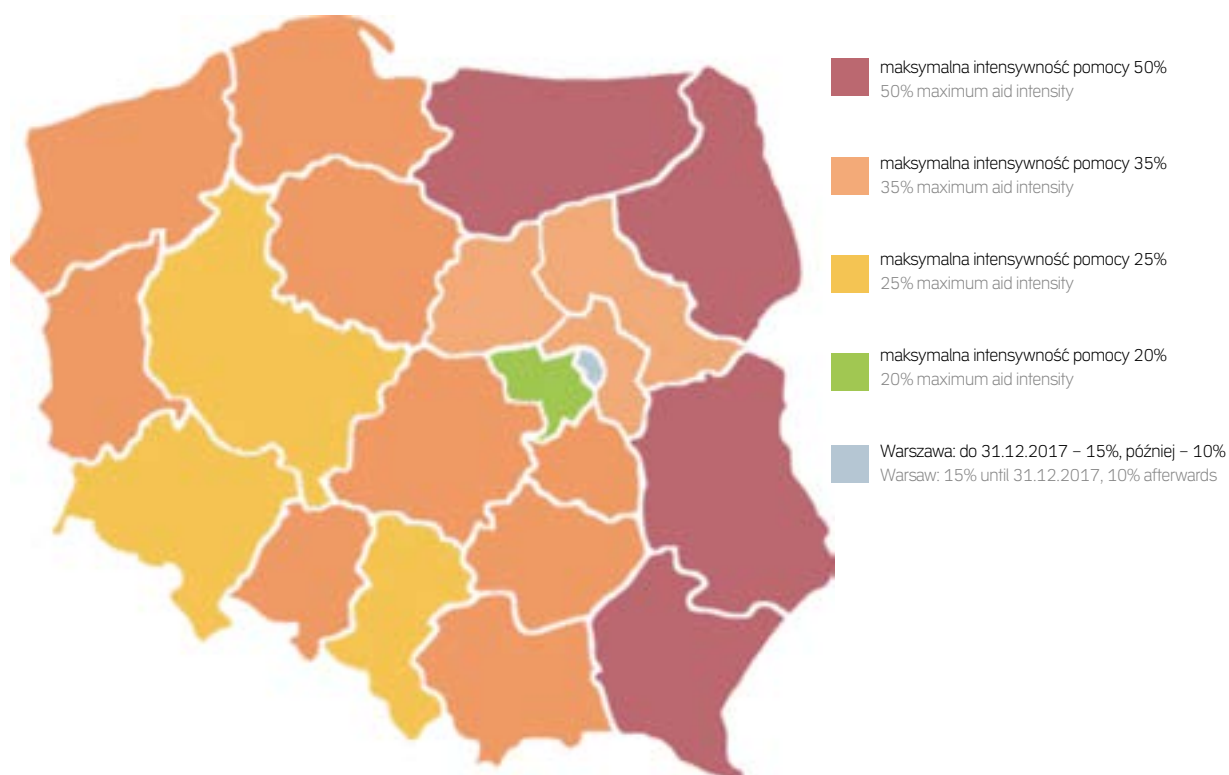 maksymalna intensywność pomocy 50%
50% maximum aid intensity
maksymalna intensywność pomocy 35%
35% maximum aid intensity
maksymalna intensywność pomocy 25%
25% maximum aid intensity
maksymalna intensywność pomocy 20%
20% maximum aid intensity
Warszawa: do 31.12.2017 – 15%, później – 10%
Warsaw: 15% until 31.12.2017, 10% afterwards